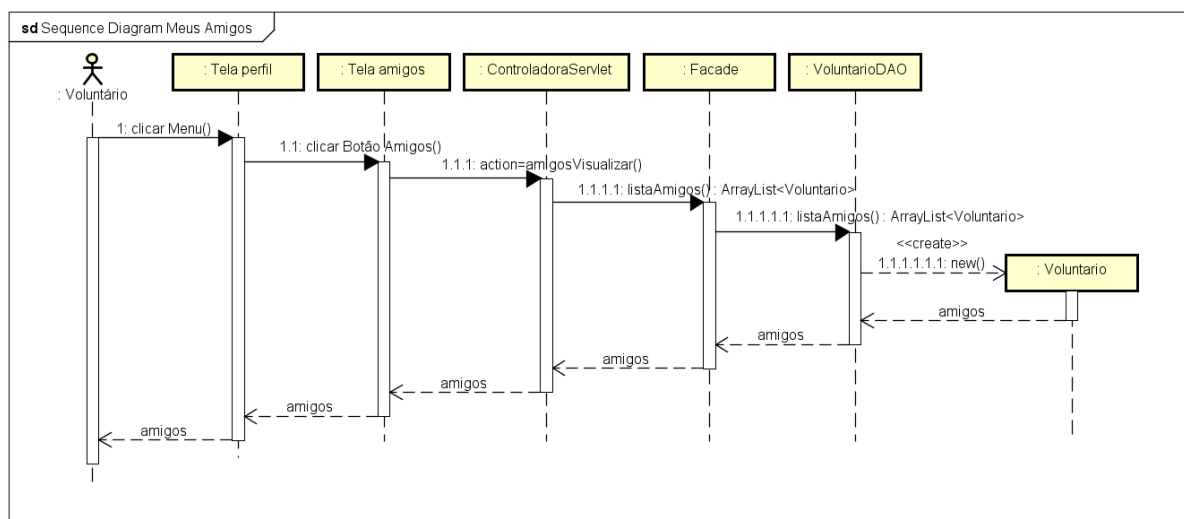 sd Sequence Diagram Meus Amigos
: Voluntário
: Tela perfil
: Tela amigos
: ControladoraServlet
: Facade
: VoluntarioDAO
1: clicar Menu()
1.1: clicar Botão Amigos()
1.1.1: action=amigosVisualizar()
1.1.1.1: listaAmigos() : ArrayList<Voluntario>
1.1.1.1.1: listaAmigos() : ArrayList<Voluntario>
<<create>>
1.1.1.1.1.1: new()
: Voluntario
amigos
amigos
amigos
amigos
amigos
amigos